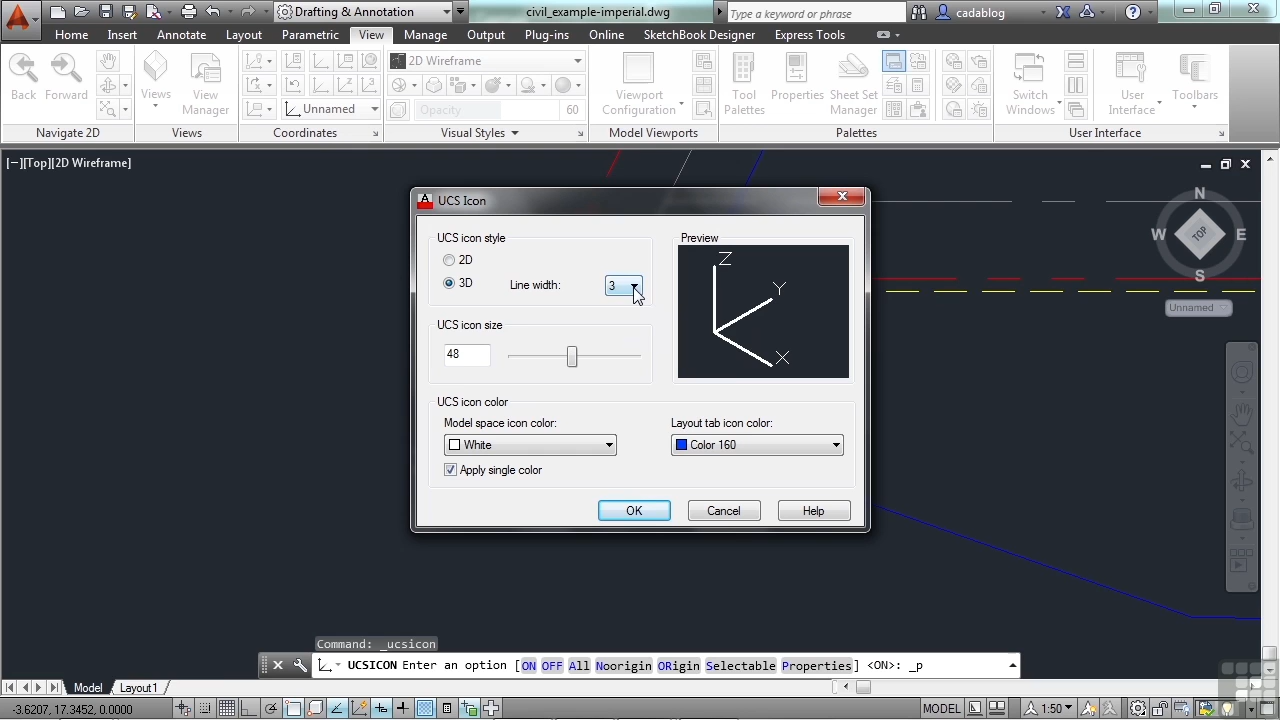 Drafting & Annotation civil_example-imperial.dwg Type a keyword or phrase cadablog
Home Insert Annotate Layout Parametric View Manage Output Plug-ins Online SketchBook Designer Express Tools
Back Forward
Views
View Manager
Unnamed
2D Wireframe
Opacity 60
Viewport Configuration
Tool Palettes
Properties
Sheet Set Manager
Switch Windows
User Interface
Toolbars
Navigate 2D Views Coordinates Visual Styles Model Viewports Palettes User Interface
[−][Top][2D Wireframe]
N
W TOP E
S
Unnamed
UCS Icon
UCS icon style
2D
3D
Line width: 3
Preview
Z
Y
X
UCS icon size
48
UCS icon color
Model space icon color:
White
Apply single color
Layout tab icon color:
Color 160
OK Cancel Help
Command: _ucsicon
UCSICON Enter an option [ON OFF All Noorigin ORigin Selectable Properties] <ON>: _p
Model Layout1
-3.6207, 17.3452, 0.0000 MODEL 1:50